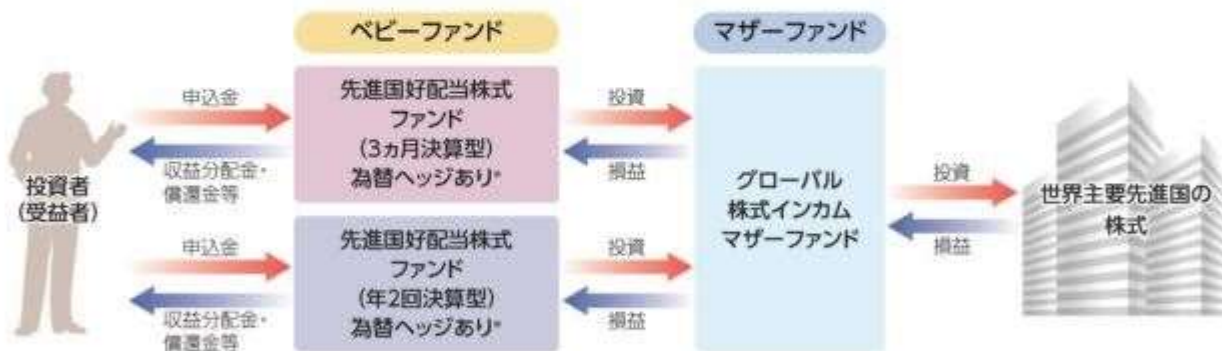 ベビーファンド
マザーファンド
申込金
収益分配金・
償還金等
先進国好配当株式
ファンド
(3ヵ月決算型)
為替ヘッジあり*
投資
損益
投資者
(受益者)
申込金
収益分配金・
償還金等
先進国好配当株式
ファンド
(年2回決算型)
為替ヘッジあり*
投資
損益
グローバル
株式インカム
マザーファンド
投資
損益
世界主要先進国の
株式